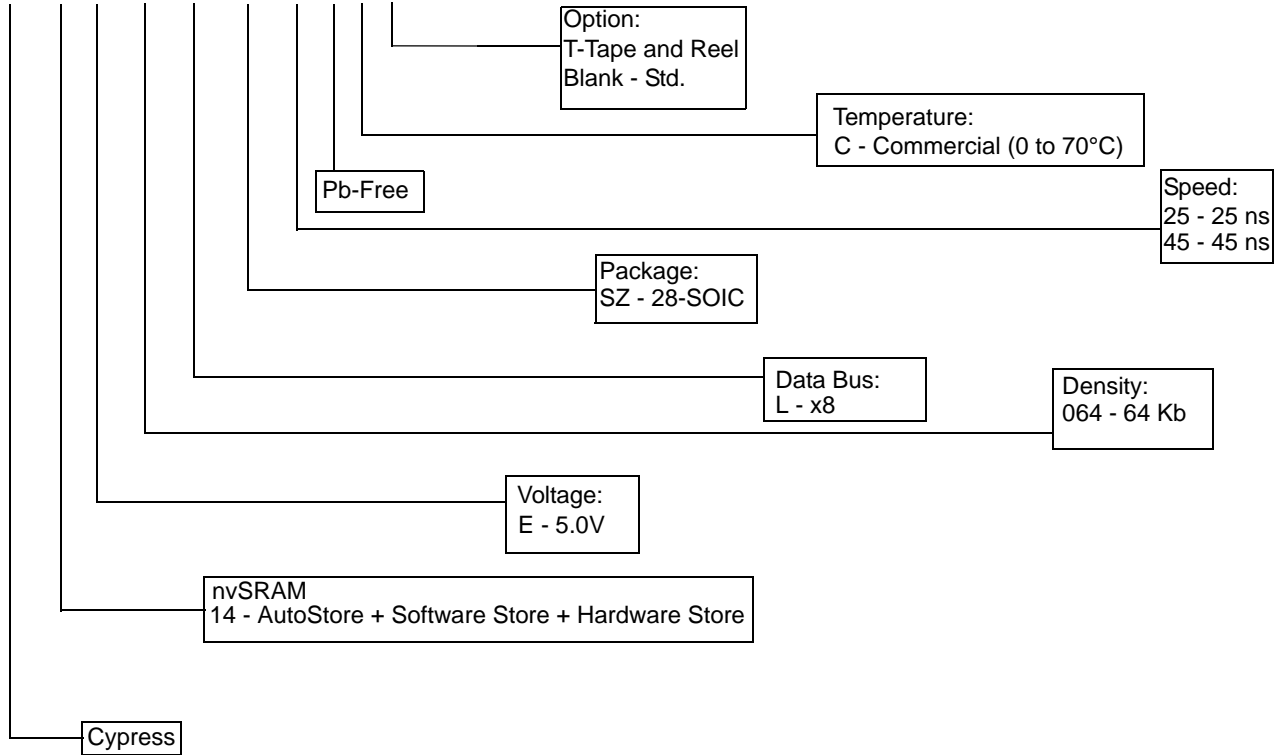 Option:
T-Tape and Reel
Blank - Std.
Temperature:
C - Commercial (0 to 70°C)
Pb-Free
Speed:
25 - 25 ns
45 - 45 ns
Package:
SZ - 28-SOIC
Data Bus:
L - x8
Density:
064 - 64 Kb
Voltage:
E - 5.0V
nvSRAM
14 - AutoStore + Software Store + Hardware Store
Cypress